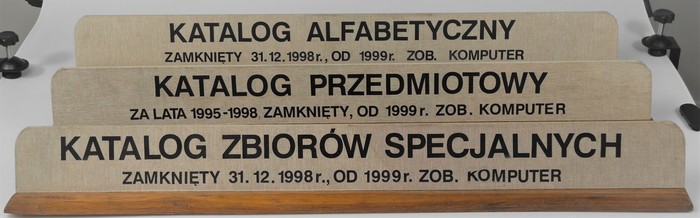 KATALOG ALFABETYCZNY
ZAMKNIĘTY 31.12.1998r., OD 1999r. ZOB. KOMPUTER
KATALOG PRZEDMIOTOWY
ZA LATA 1995-1998 ZAMKNIĘTY, OD 1999r. ZOB. KOMPUTER
KATALOG ZBIORÓW SPECJALNYCH
ZAMKNIĘTY 31.12.1998r., OD 1999r. ZOB. KOMPUTER